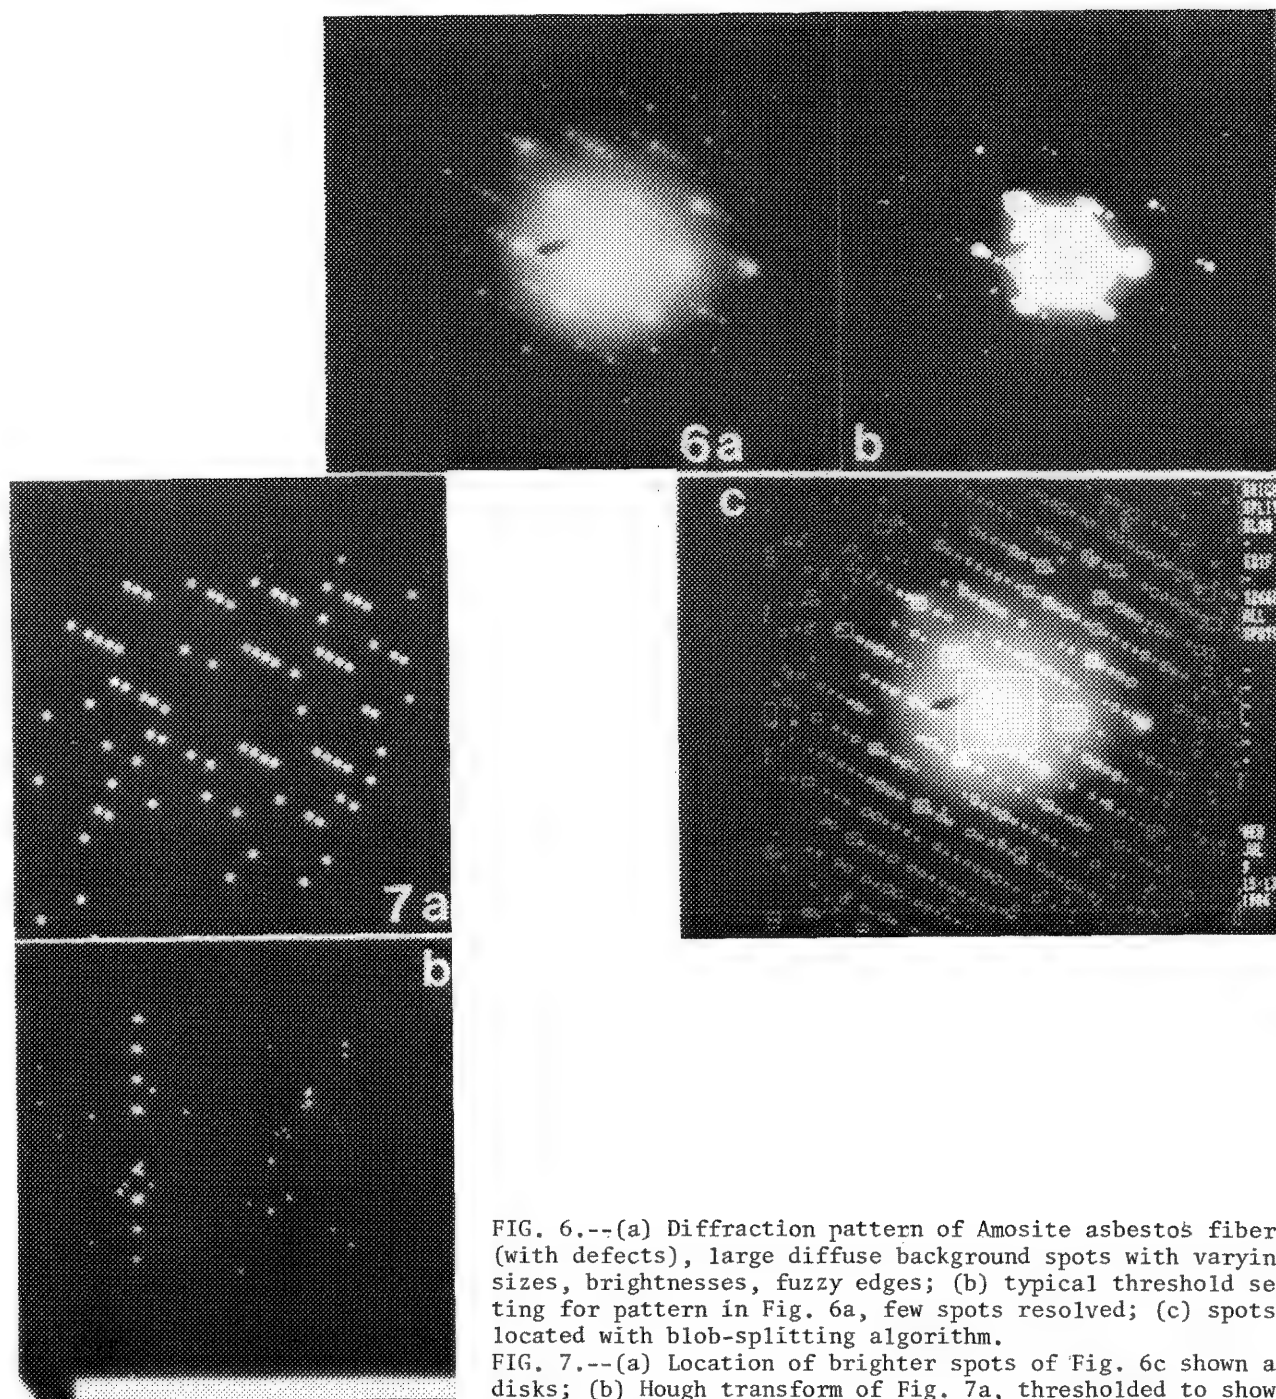 6a
b
c
7a
b
FIG. 6.--(a) Diffraction pattern of Amosite asbestos fiber
(with defects), large diffuse background spots with varyin
sizes, brightnesses, fuzzy edges; (b) typical threshold se
ting for pattern in Fig. 6a, few spots resolved; (c) spots
located with blob-splitting algorithm.
FIG. 7.--(a) Location of brighter spots of Fig. 6c shown a
disks; (b) Hough transform of Fig. 7a, thresholded to show